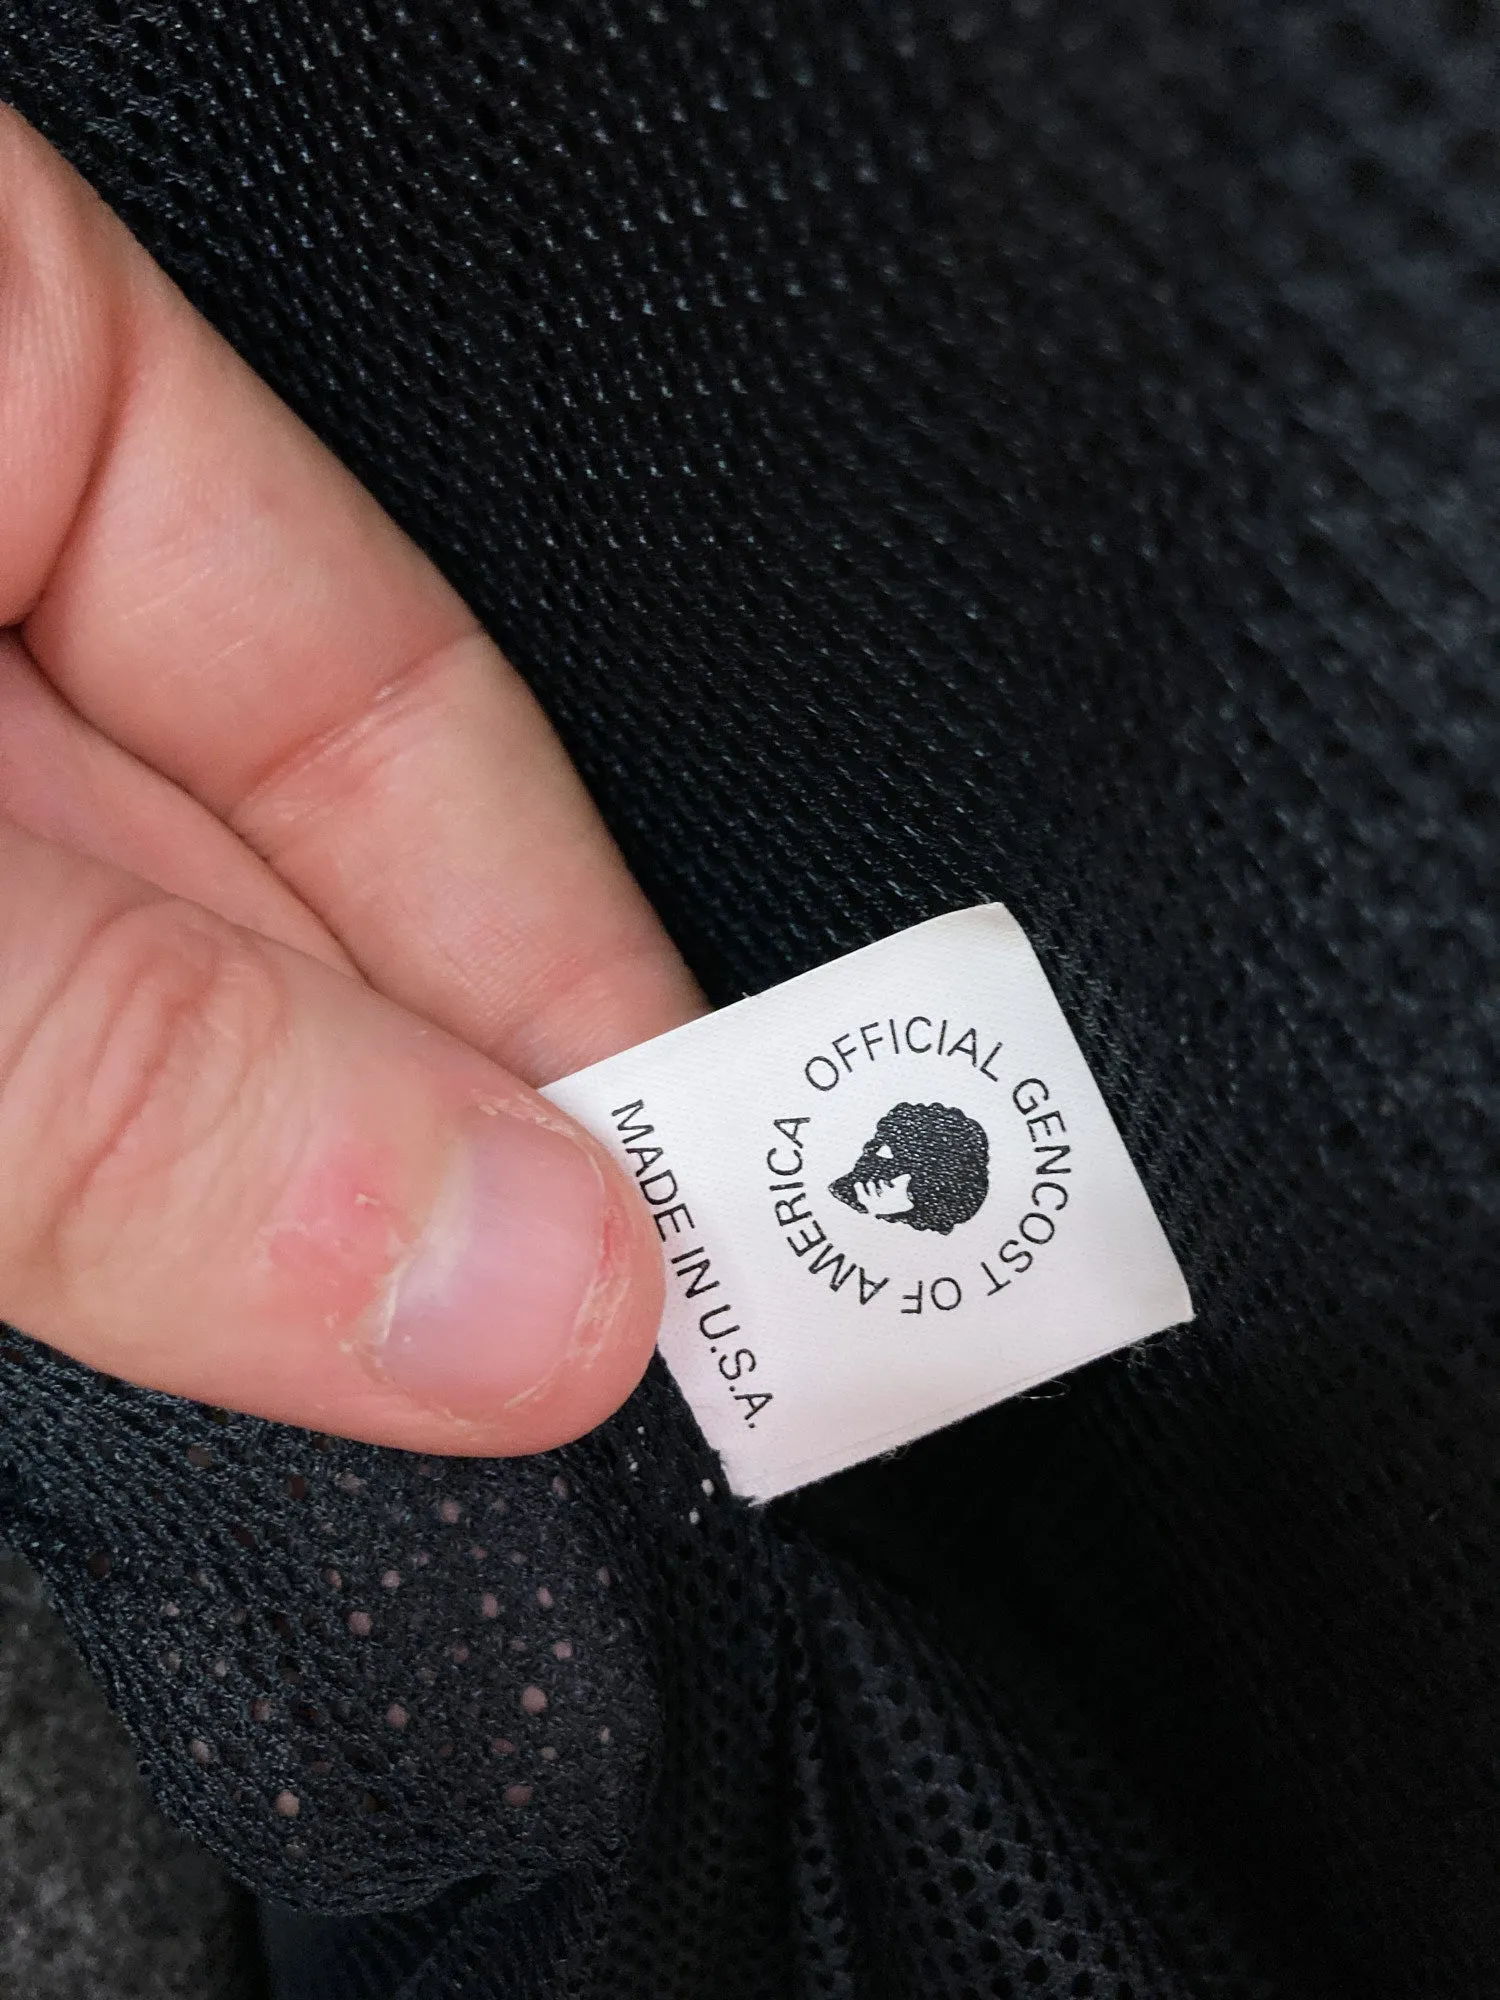 OFFICIAL GENCOST OF AMERICA
MADE IN U.S.A.